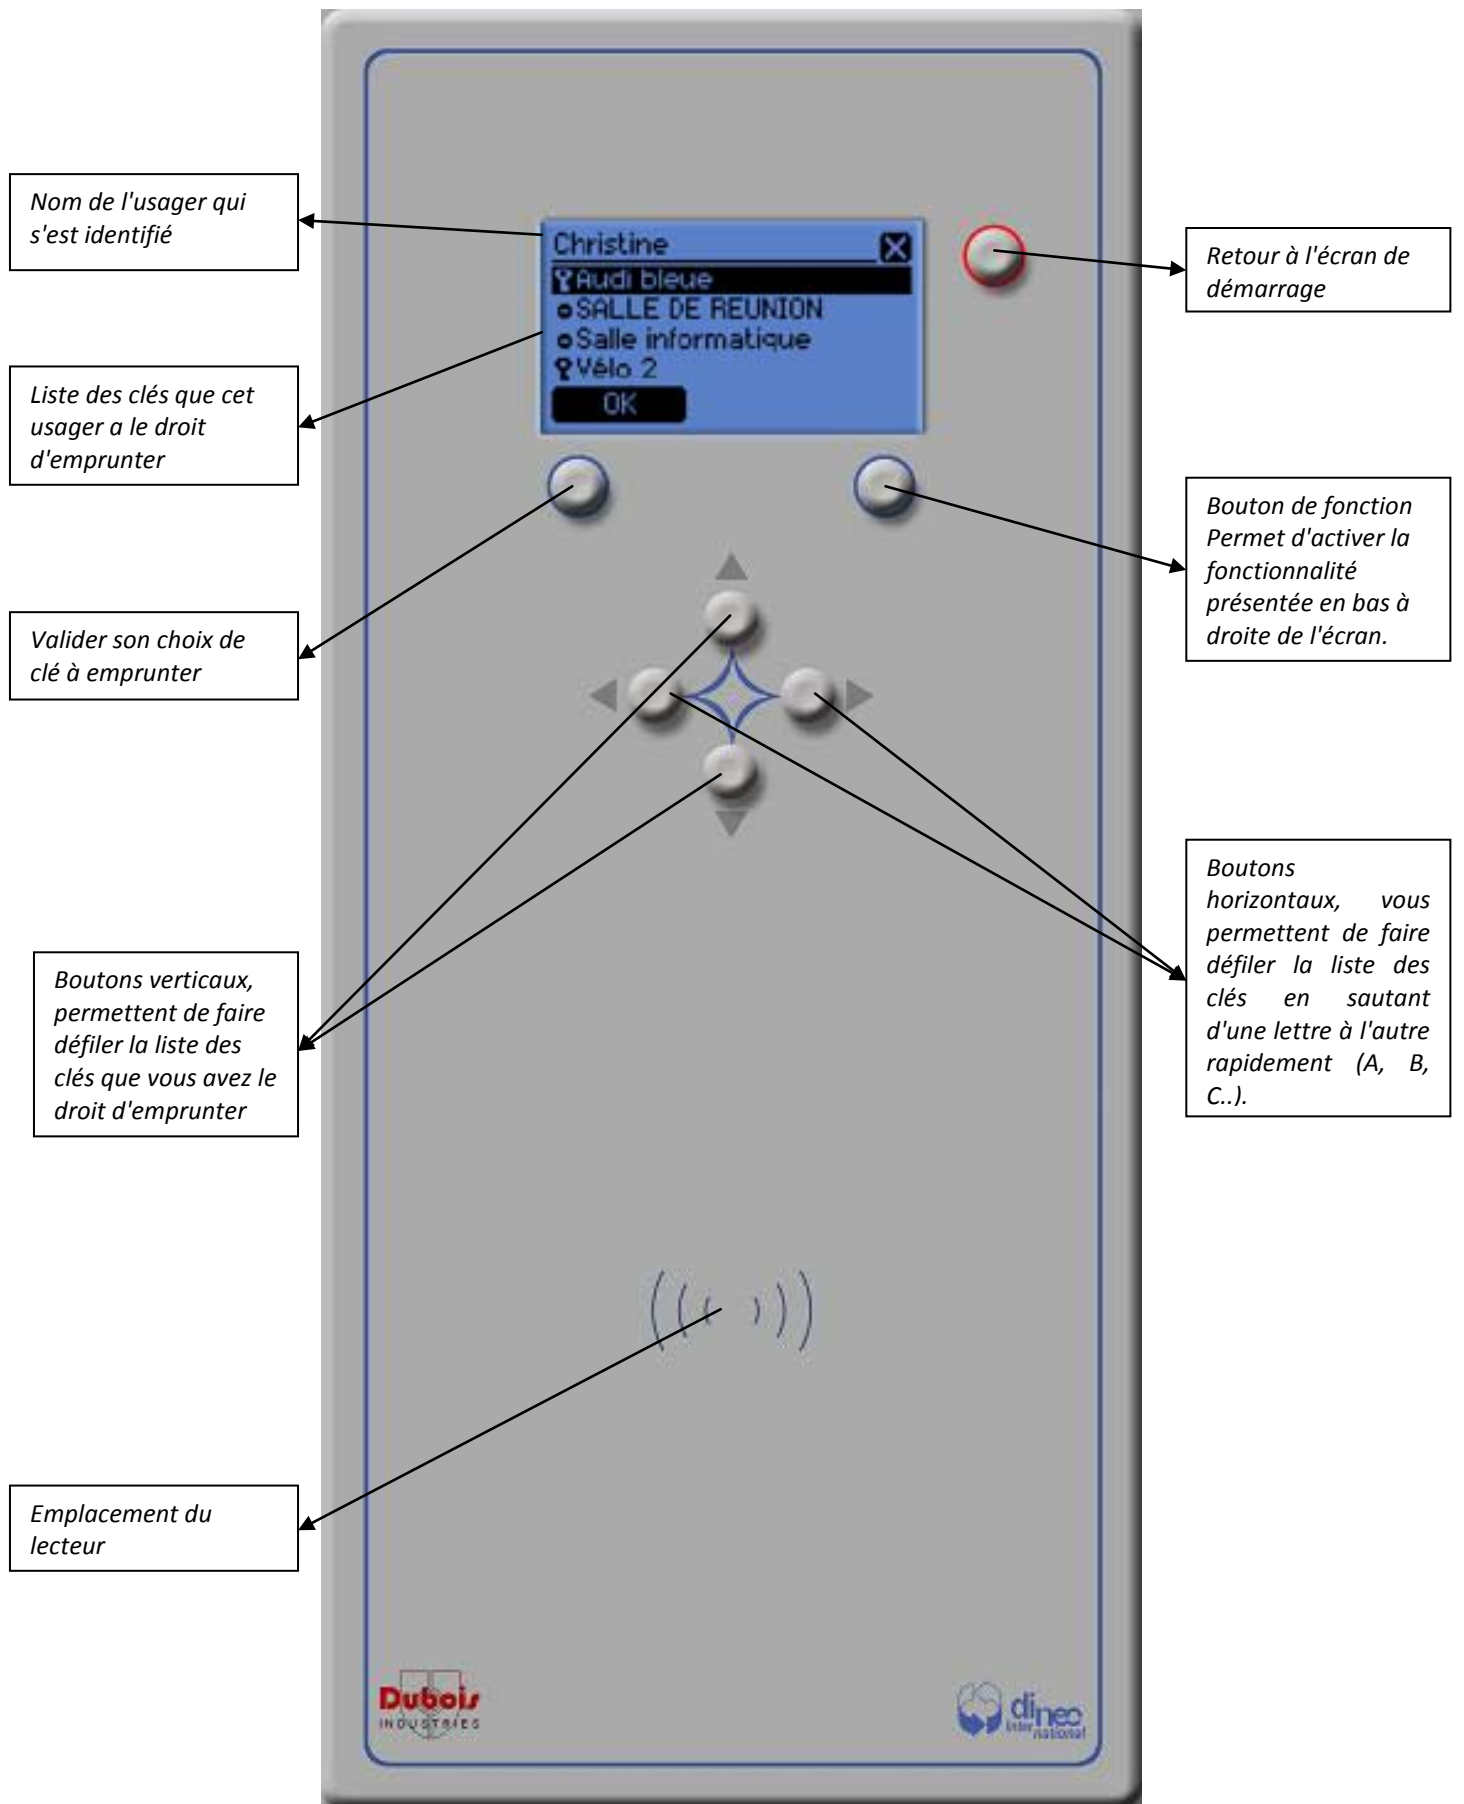 Nom de l'usager qui
s'est identifié
Christine
Audi bleue
SALLE DE REUNION
Salle informatique
Vélo 2
OK
Retour à l'écran de
démarrage
Liste des clés que cet
usager a le droit
d'emprunter
Bouton de fonction
Permet d'activer la
fonctionnalité
présentée en bas à
droite de l'écran.
Valider son choix de
clé à emprunter
Boutons
horizontaux, vous
permettent de faire
défiler la liste des
clés en sautant
d'une lettre à l'autre
rapidement (A, B,
C..).
Boutons verticaux,
permettent de faire
défiler la liste des
clés que vous avez le
droit d'emprunter
Emplacement du
lecteur
Dubois
INDUSTRIES
dinec
international